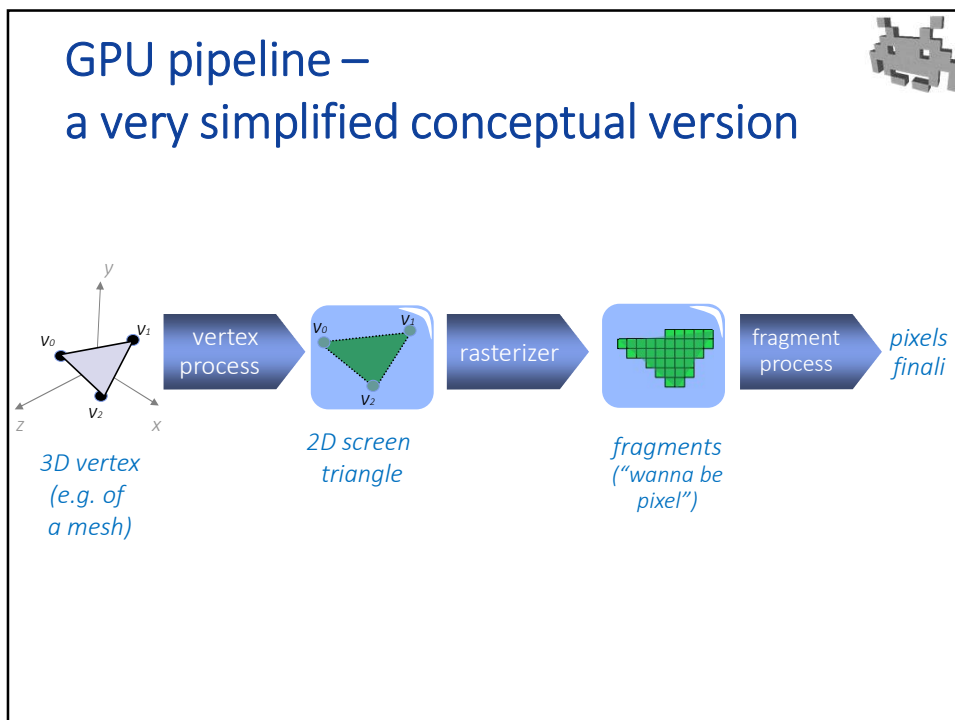 GPU pipeline –
a very simplified conceptual version
y
v0
v1
v2
z
x
3D vertex
(e.g. of
a mesh)
vertex
process
v0
v1
v2
2D screen
triangle
rasterizer
fragments
(“wanna be
pixel”)
fragment
process
pixels
finali